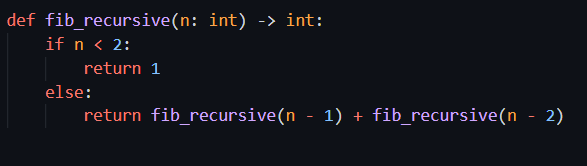 def fib_recursive(n: int) -> int:
    if n < 2:
        return 1
    else:
        return fib_recursive(n - 1) + fib_recursive(n - 2)